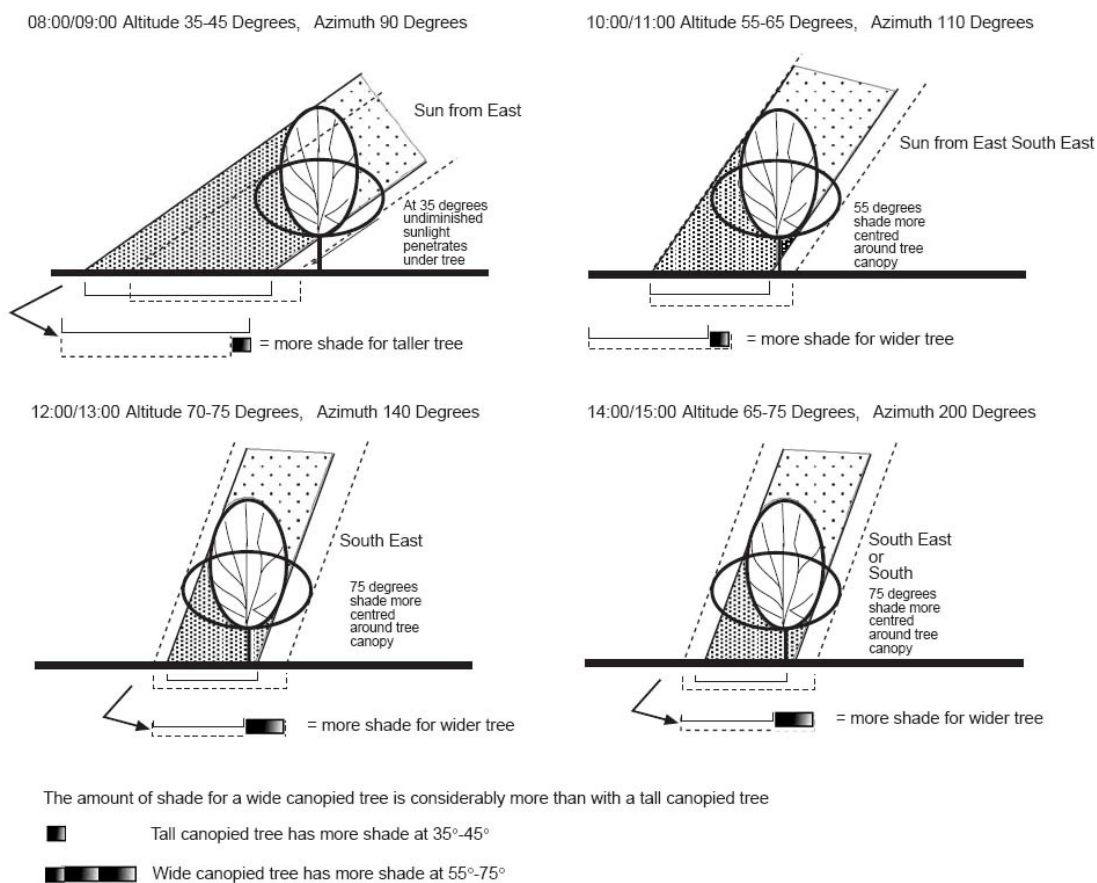 08:00/09:00 Altitude 35-45 Degrees, Azimuth 90 Degrees
Sun from East
At 35 degrees
undiminished
sunlight
penetrates
under tree
= more shade for taller tree
10:00/11:00 Altitude 55-65 Degrees, Azimuth 110 Degrees
Sun from East South East
55 degrees
shade more
centred
around tree
canopy
= more shade for wider tree
12:00/13:00 Altitude 70-75 Degrees, Azimuth 140 Degrees
South East
75 degrees
shade more
centred
around tree
canopy
= more shade for wider tree
14:00/15:00 Altitude 65-75 Degrees, Azimuth 200 Degrees
South East
or
South
75 degrees
shade more
centred
around tree
canopy
= more shade for wider tree
The amount of shade for a wide canopied tree is considerably more than with a tall canopied tree
Tall canopied tree has more shade at 35°-45°
Wide canopied tree has more shade at 55°-75°